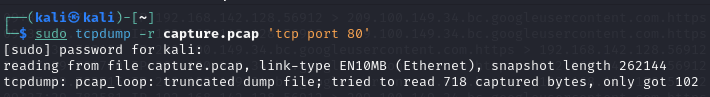 ┌──(kali㉿kali)-[~]
└─$ sudo tcpdump -r capture.pcap 'tcp port 80'
[sudo] password for kali:
reading from file capture.pcap, link-type EN10MB (Ethernet), snapshot length 262144
tcpdump: pcap_loop: truncated dump file; tried to read 718 captured bytes, only got 102